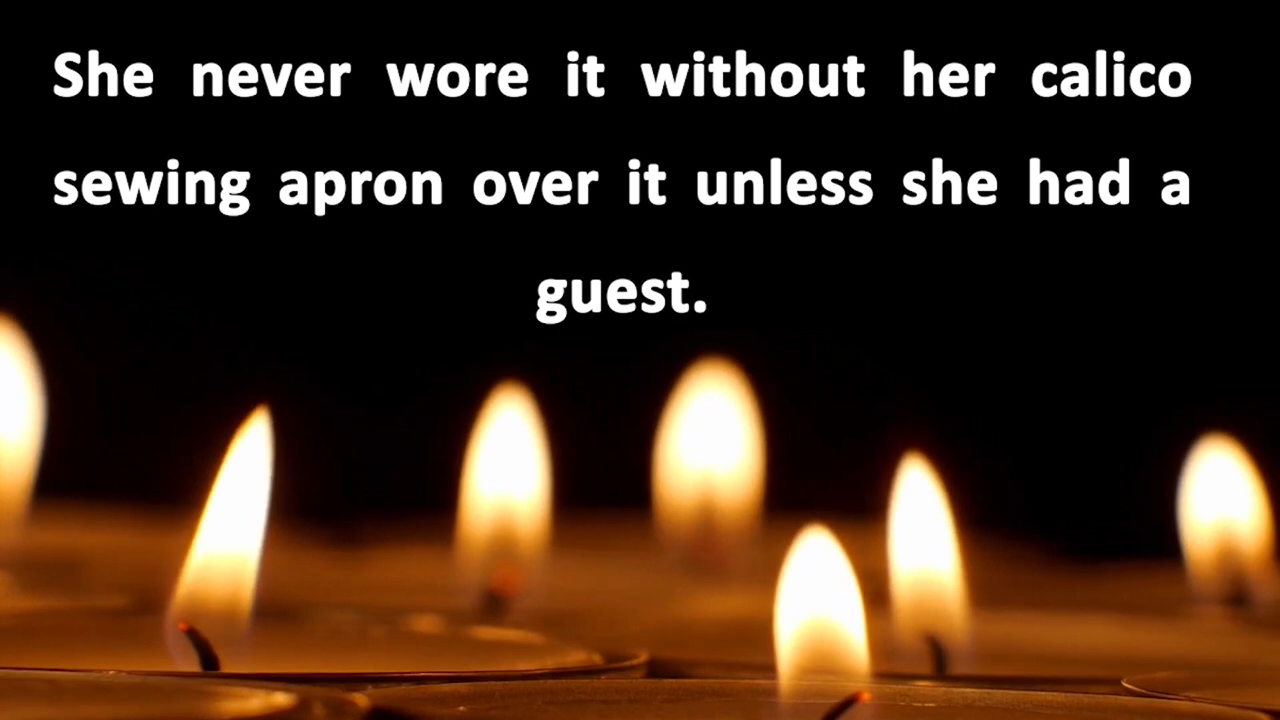 She never wore it without her calico
sewing apron over it unless she had a
guest.